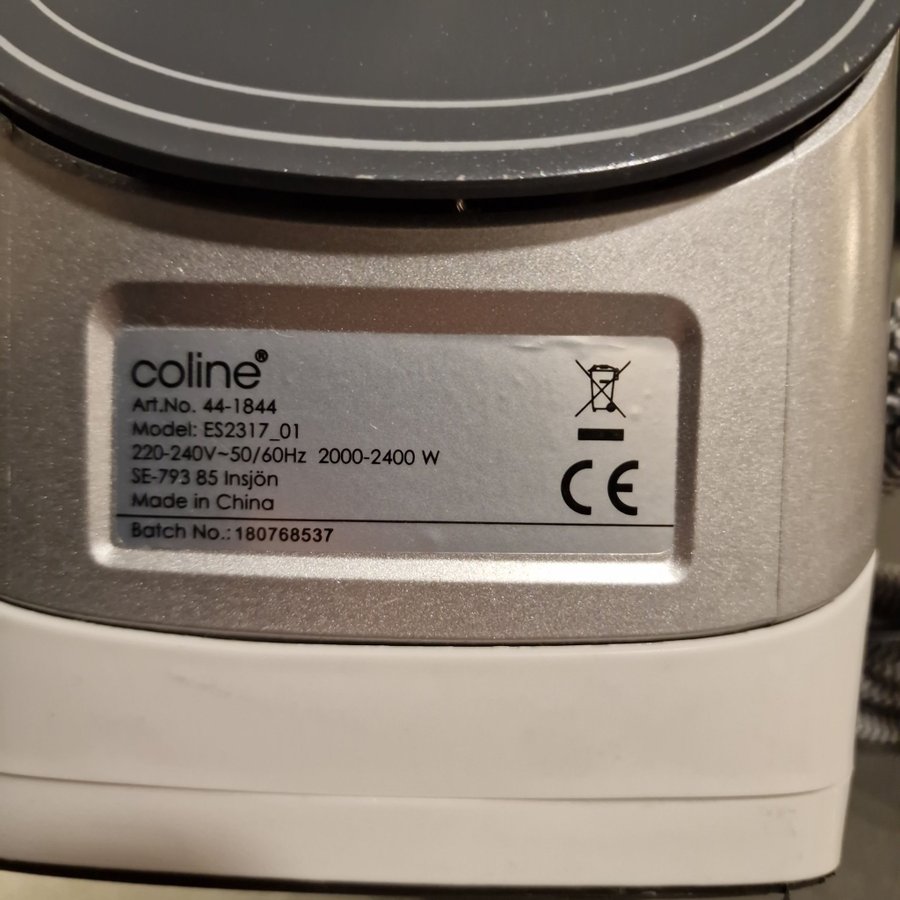 coline®
Art.No. 44-1844
Model: ES2317_01
220-240V~50/60Hz 2000-2400 W
SE-793 85 Insjön
Made in China
CE
Batch No.: 180768537